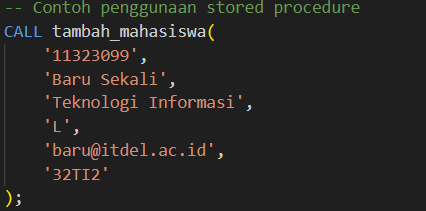 -- Contoh penggunaan stored procedure
CALL tambah_mahasiswa(
    '11323099',
    'Baru Sekali',
    'Teknologi Informasi',
    'L',
    'baru@itdel.ac.id',
    '32TI2'
);